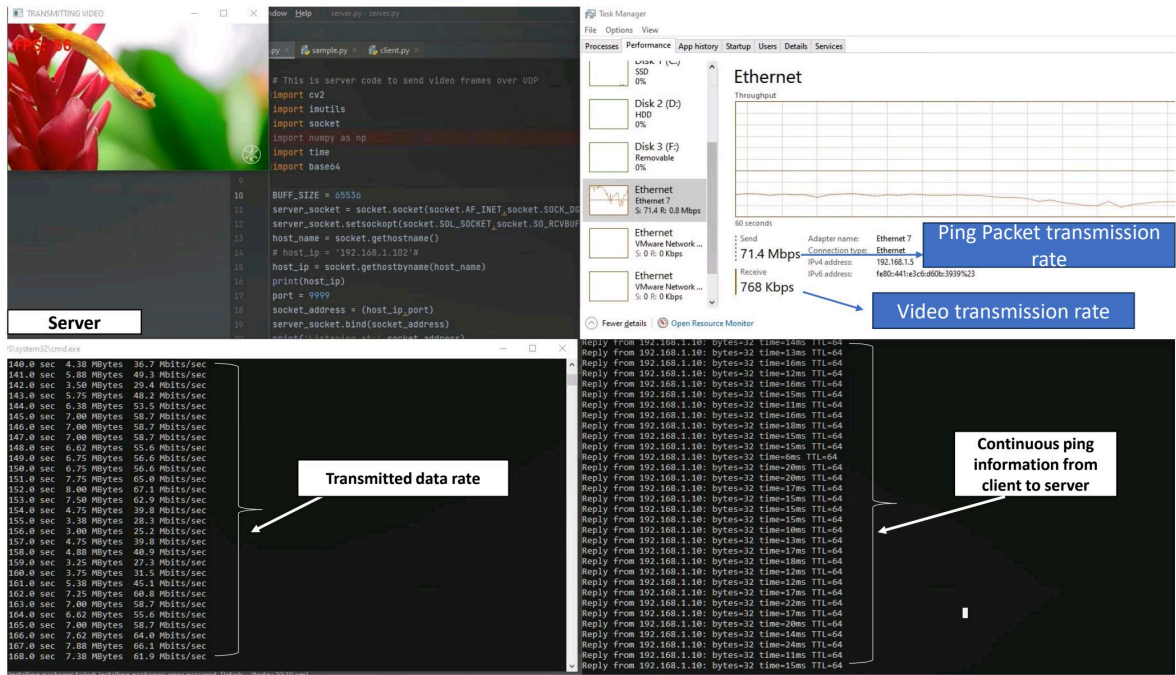 TRANSMITTING VIDEO
FPS:
Server
ndow Help server.py - server.py
.py sample.py client.py
# This is server code to send video frames over UDP
import cv2
import imutils
import socket
import numpy as np
import time
import base64
9
10 BUFF_SIZE = 65536
11 server_socket = socket.socket(socket.AF_INET,socket.SOCK_DG
12 server_socket.setsockopt(socket.SOL_SOCKET,socket.SO_RCVBUF
13 host_name = socket.gethostname()
14 # host_ip = '192.168.1.102'#
15 host_ip = socket.gethostbyname(host_name)
16 print(host_ip)
17 port = 9999
18 socket_address = (host_ip,port)
19 server_socket.bind(socket_address)
Task Manager
File Options View
Processes Performance App history Startup Users Details Services
Disk 1 (C:)
SSD
0%
Disk 2 (D:)
HDD
0%
Disk 3 (F:)
Removable
0%
Ethernet
Ethernet 7
S: 71.4 R: 0.8 Mbps
Ethernet
VMware Network ...
S: 0 R: 0 Kbps
Ethernet
VMware Network ...
S: 0 R: 0 Kbps
Ethernet
Throughput
60 seconds
Send
71.4 Mbps
Receive
768 Kbps
Adapter name: Ethernet 7
Connection type: Ethernet
IPv4 address: 192.168.1.5
IPv6 address: fe80::441:e3c6:d60b:3939%23
Ping Packet transmission
rate
Video transmission rate
Fewer details Open Resource Monitor
S\system32\cmd.exe
140.0 sec 4.38 MBytes 36.7 Mbits/sec
141.0 sec 5.88 MBytes 49.3 Mbits/sec
142.0 sec 3.50 MBytes 29.4 Mbits/sec
143.0 sec 5.75 MBytes 48.2 Mbits/sec
144.0 sec 6.38 MBytes 53.5 Mbits/sec
145.0 sec 7.00 MBytes 58.7 Mbits/sec
146.0 sec 7.00 MBytes 58.7 Mbits/sec
147.0 sec 7.00 MBytes 58.7 Mbits/sec
148.0 sec 6.62 MBytes 55.6 Mbits/sec
149.0 sec 6.75 MBytes 56.6 Mbits/sec
150.0 sec 6.75 MBytes 56.6 Mbits/sec
151.0 sec 7.75 MBytes 65.0 Mbits/sec
152.0 sec 8.00 MBytes 67.1 Mbits/sec
153.0 sec 7.50 MBytes 62.9 Mbits/sec
154.0 sec 4.75 MBytes 39.8 Mbits/sec
155.0 sec 3.38 MBytes 28.3 Mbits/sec
156.0 sec 3.00 MBytes 25.2 Mbits/sec
157.0 sec 4.75 MBytes 39.8 Mbits/sec
158.0 sec 4.88 MBytes 40.9 Mbits/sec
159.0 sec 3.25 MBytes 27.3 Mbits/sec
160.0 sec 3.75 MBytes 31.5 Mbits/sec
161.0 sec 5.38 MBytes 45.1 Mbits/sec
162.0 sec 7.25 MBytes 60.8 Mbits/sec
163.0 sec 7.00 MBytes 58.7 Mbits/sec
164.0 sec 6.62 MBytes 55.6 Mbits/sec
165.0 sec 7.00 MBytes 58.7 Mbits/sec
166.0 sec 7.62 MBytes 64.0 Mbits/sec
167.0 sec 7.88 MBytes 66.1 Mbits/sec
168.0 sec 7.38 MBytes 61.9 Mbits/sec
Transmitted data rate
Reply from 192.168.1.10: bytes=32 time=14ms TTL=64
Reply from 192.168.1.10: bytes=32 time=13ms TTL=64
Reply from 192.168.1.10: bytes=32 time=16ms TTL=64
Reply from 192.168.1.10: bytes=32 time=12ms TTL=64
Reply from 192.168.1.10: bytes=32 time=16ms TTL=64
Reply from 192.168.1.10: bytes=32 time=15ms TTL=64
Reply from 192.168.1.10: bytes=32 time=11ms TTL=64
Reply from 192.168.1.10: bytes=32 time=16ms TTL=64
Reply from 192.168.1.10: bytes=32 time=18ms TTL=64
Reply from 192.168.1.10: bytes=32 time=15ms TTL=64
Reply from 192.168.1.10: bytes=32 time=15ms TTL=64
Reply from 192.168.1.10: bytes=32 time=6ms TTL=64
Reply from 192.168.1.10: bytes=32 time=20ms TTL=64
Reply from 192.168.1.10: bytes=32 time=20ms TTL=64
Reply from 192.168.1.10: bytes=32 time=17ms TTL=64
Reply from 192.168.1.10: bytes=32 time=15ms TTL=64
Reply from 192.168.1.10: bytes=32 time=15ms TTL=64
Reply from 192.168.1.10: bytes=32 time=15ms TTL=64
Reply from 192.168.1.10: bytes=32 time=10ms TTL=64
Reply from 192.168.1.10: bytes=32 time=13ms TTL=64
Reply from 192.168.1.10: bytes=32 time=17ms TTL=64
Reply from 192.168.1.10: bytes=32 time=18ms TTL=64
Reply from 192.168.1.10: bytes=32 time=12ms TTL=64
Reply from 192.168.1.10: bytes=32 time=12ms TTL=64
Reply from 192.168.1.10: bytes=32 time=17ms TTL=64
Reply from 192.168.1.10: bytes=32 time=22ms TTL=64
Reply from 192.168.1.10: bytes=32 time=17ms TTL=64
Reply from 192.168.1.10: bytes=32 time=20ms TTL=64
Reply from 192.168.1.10: bytes=32 time=14ms TTL=64
Reply from 192.168.1.10: bytes=32 time=24ms TTL=64
Reply from 192.168.1.10: bytes=32 time=11ms TTL=64
Reply from 192.168.1.10: bytes=32 time=15ms TTL=64
Continuous ping
information from
client to server